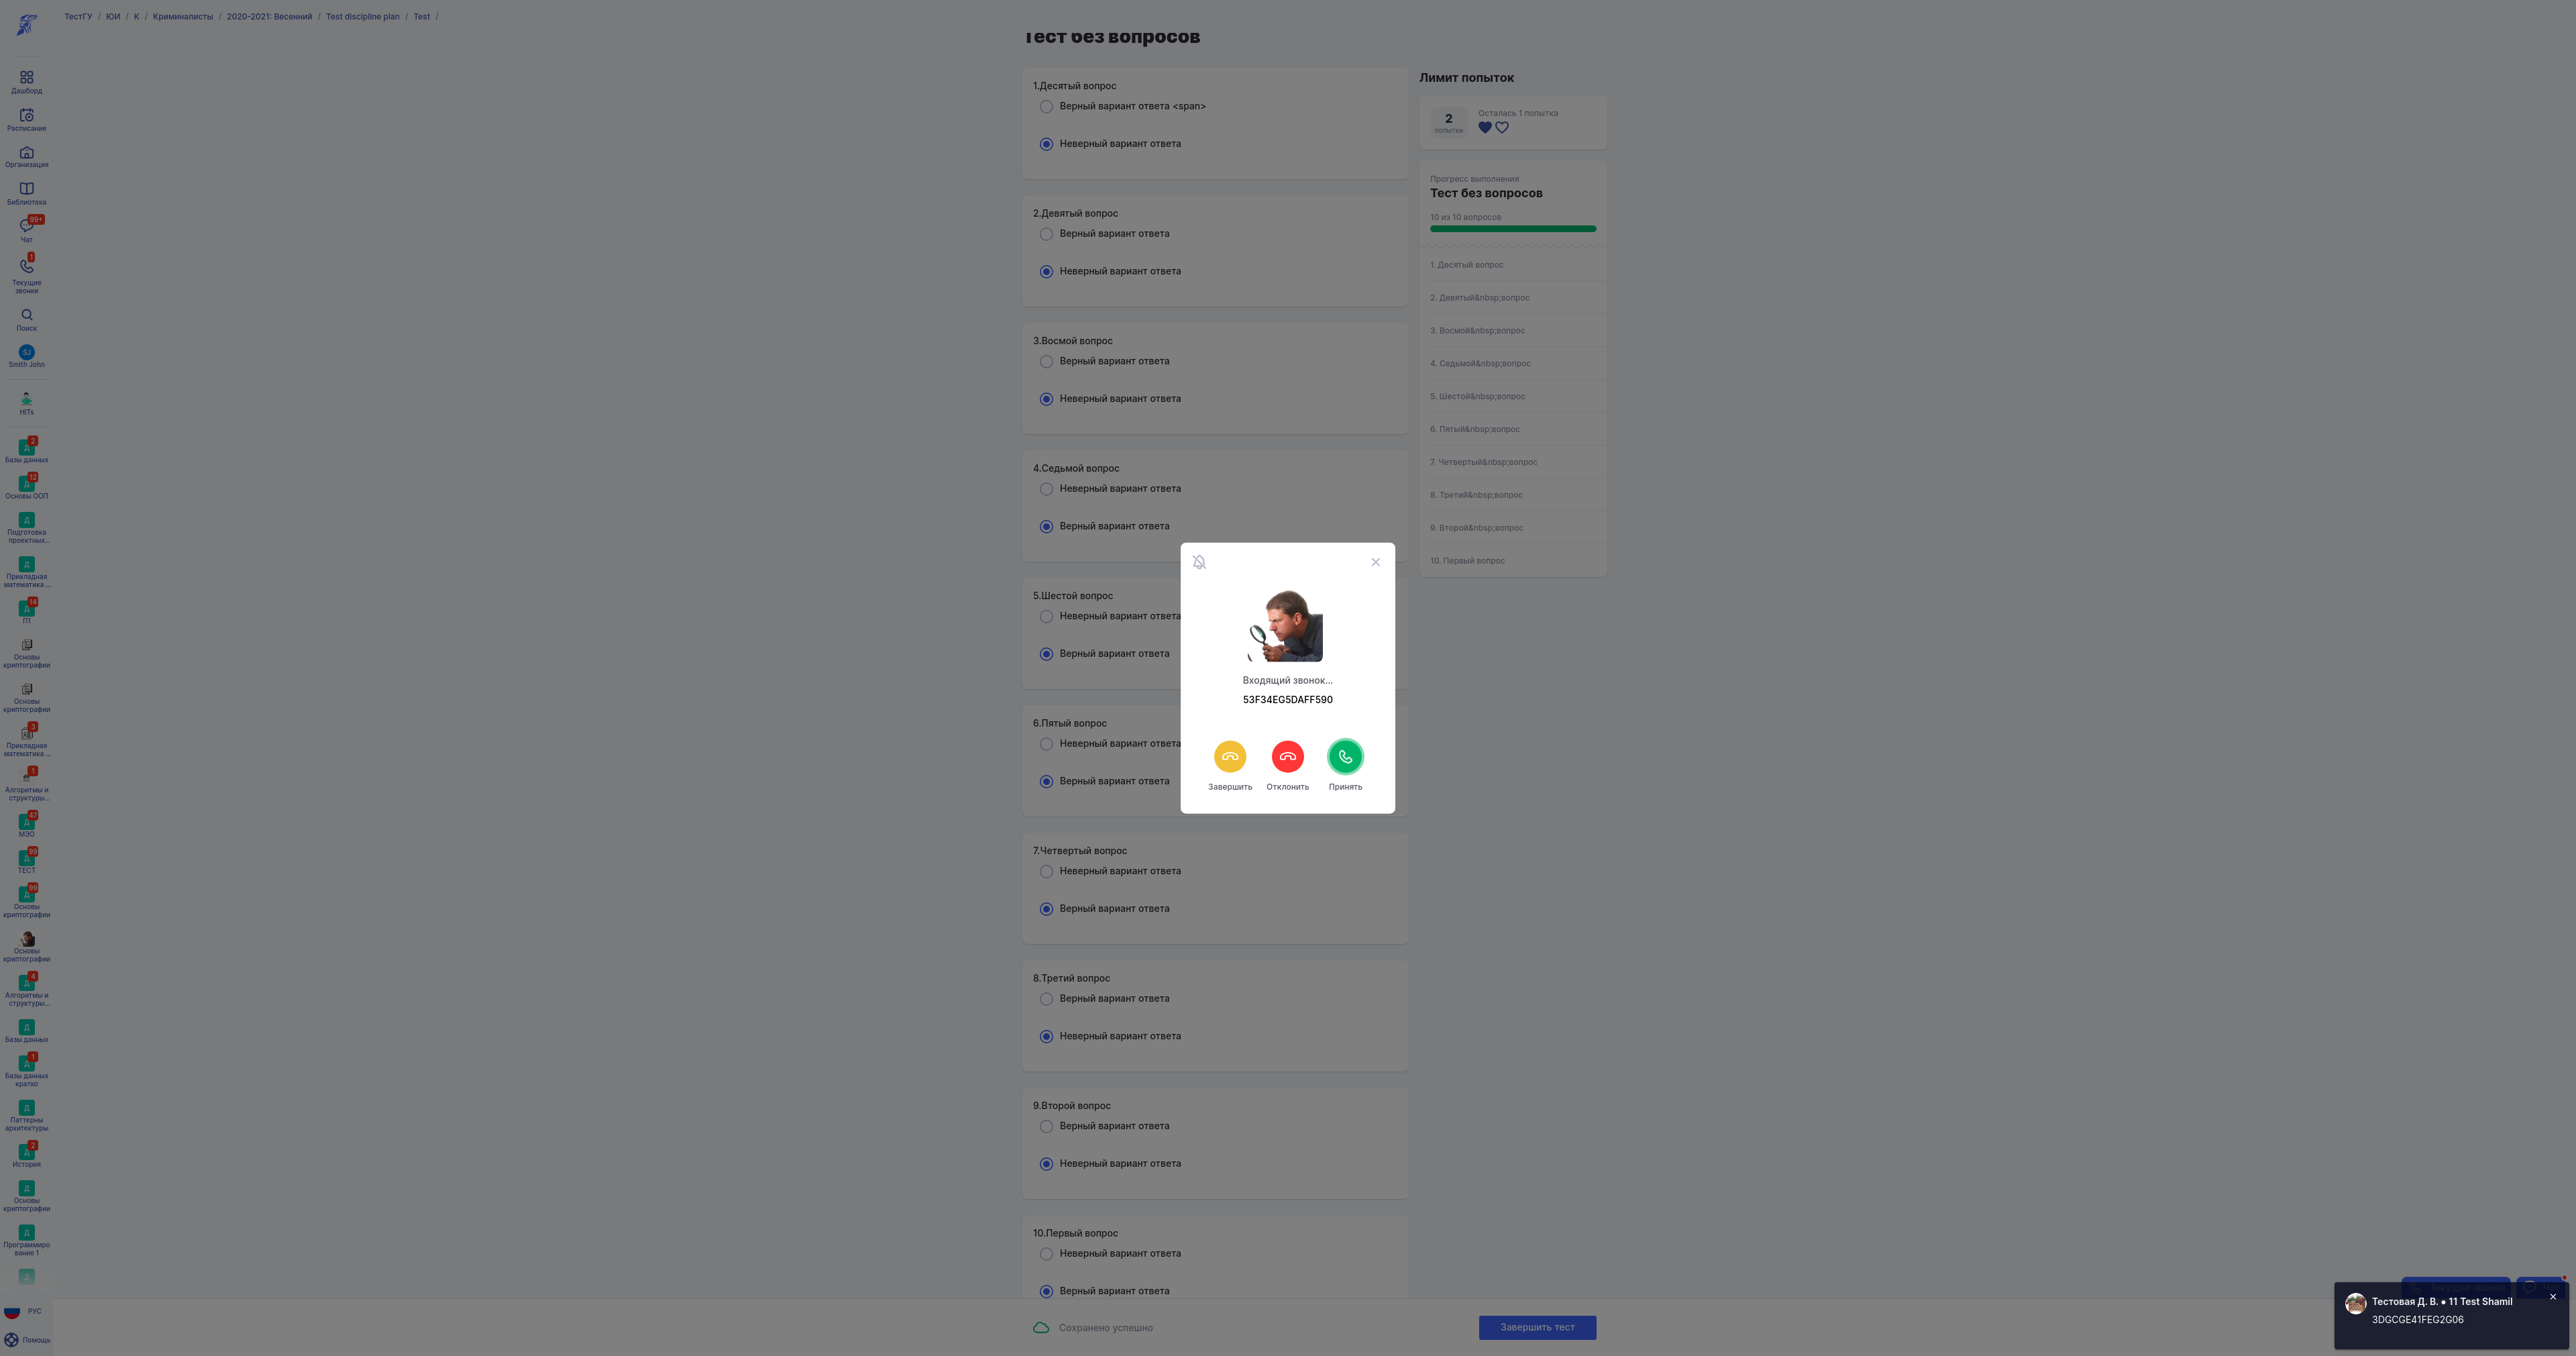 ТестГУ / ЮИ / К / Криминалисты / 2020-2021: Весенний / Test discipline plan / Test /
Дашборд
Расписание
Организация
Библиотека
99+
Чат
1
Текущие
звонки
Поиск
SJ
Smith John
HITs
2
Д
Базы данных
12
Д
Основы ООП
Д
Подготовка
проектных...
Д
Прикладная
математика ...
14
Д
П1
Основы
криптографии
Основы
криптографии
3
Прикладная
математика ...
1
Алгоритмы и
структуры...
47
Д
МЭО
99
Д
ТЕСТ
99
Д
Основы
криптографии
Основы
криптографии
4
Д
Алгоритмы и
структуры...
Д
Базы данных
1
Д
Базы данных
кратко
Д
Паттерны
архитектуры
2
Д
История
Д
Основы
криптографии
Д
Программиро
вание 1
Д
РУС
Помощь
Тест без вопросов
1.Десятый вопрос
Верный вариант ответа <span>
Неверный вариант ответа
2.Девятый вопрос
Верный вариант ответа
Неверный вариант ответа
3.Восмой вопрос
Верный вариант ответа
Неверный вариант ответа
4.Седьмой вопрос
Неверный вариант ответа
Верный вариант ответа
5.Шестой вопрос
Неверный вариант ответа
Верный вариант ответа
6.Пятый вопрос
Неверный вариант ответа
Верный вариант ответа
7.Четвертый вопрос
Неверный вариант ответа
Верный вариант ответа
8.Третий вопрос
Верный вариант ответа
Неверный вариант ответа
9.Второй вопрос
Верный вариант ответа
Неверный вариант ответа
10.Первый вопрос
Неверный вариант ответа
Верный вариант ответа
Сохранено успешно
Завершить тест
Лимит попыток
2
попытки
Осталась 1 попытка
Прогресс выполнения
Тест без вопросов
10 из 10 вопросов
1. Десятый вопрос
2. Девятый&nbsp;вопрос
3. Восмой&nbsp;вопрос
4. Седьмой&nbsp;вопрос
5. Шестой&nbsp;вопрос
6. Пятый&nbsp;вопрос
7. Четвертый&nbsp;вопрос
8. Третий&nbsp;вопрос
9. Второй&nbsp;вопрос
10. Первый вопрос
Входящий звонок...
53F34EG5DAFF590
Завершить
Отклонить
Принять
Тестовая Д. В. ● 11 Test Shamil
3DGCGE41FEG2G06